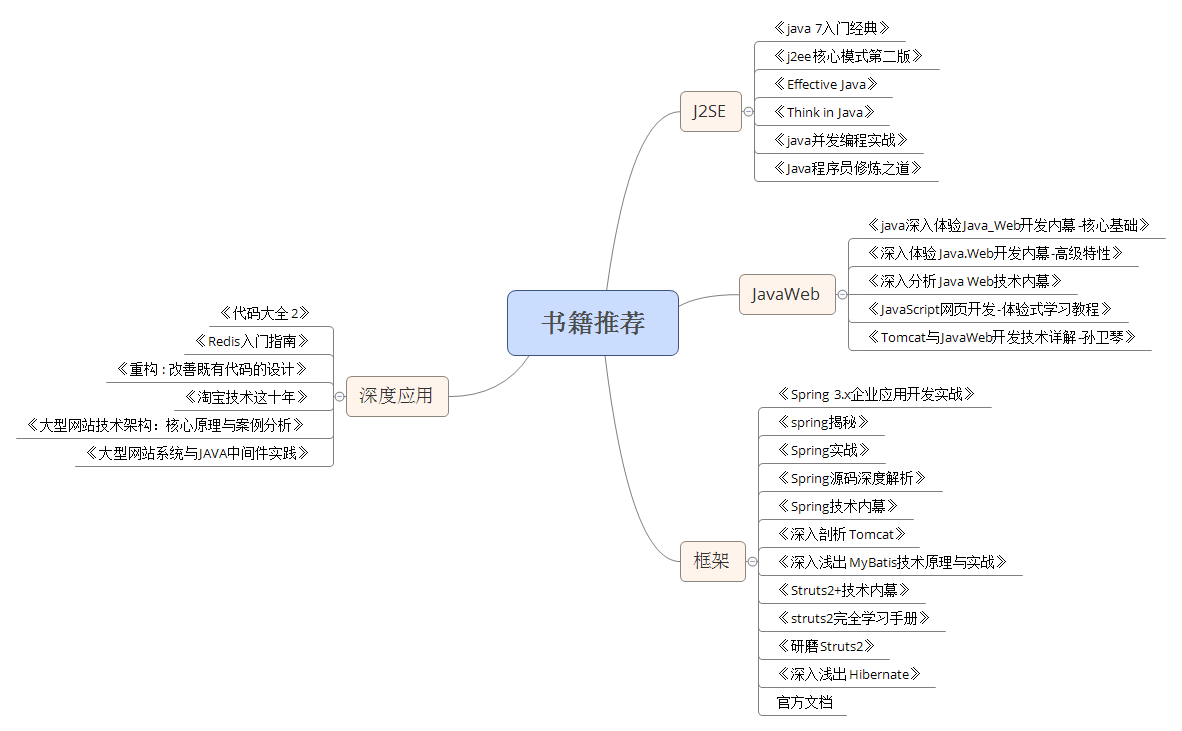 书籍推荐
J2SE
《java 7入门经典》
《j2ee核心模式第二版》
《Effective Java》
《Think in Java》
《java并发编程实战》
《Java程序员修炼之道》
JavaWeb
《java深入体验Java_Web开发内幕-核心基础》
《深入体验Java.Web开发内幕-高级特性》
《深入分析Java Web技术内幕》
《JavaScript网页开发-体验式学习教程》
《Tomcat与JavaWeb开发技术详解-孙卫琴》
框架
《Spring 3.x企业应用开发实战》
《spring揭秘》
《Spring实战》
《Spring源码深度解析》
《Spring技术内幕》
《深入剖析Tomcat》
《深入浅出MyBatis技术原理与实战》
《Struts2+技术内幕》
《struts2完全学习手册》
《研磨Struts2》
《深入浅出Hibernate》
官方文档
深度应用
《代码大全2》
《Redis入门指南》
《重构：改善既有代码的设计》
《淘宝技术这十年》
《大型网站技术架构：核心原理与案例分析》
《大型网站系统与JAVA中间件实践》